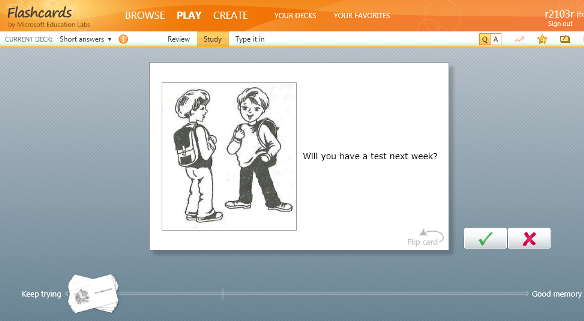 Flashcards
by Microsoft Education Labs
BROWSE PLAY CREATE YOUR DECKS YOUR FAVORITES
r2103r
Sign out
CURRENT DECK: Short answers Review Study Type it in Q A
Will you have a test next week?
Flip card
Keep trying Good memory